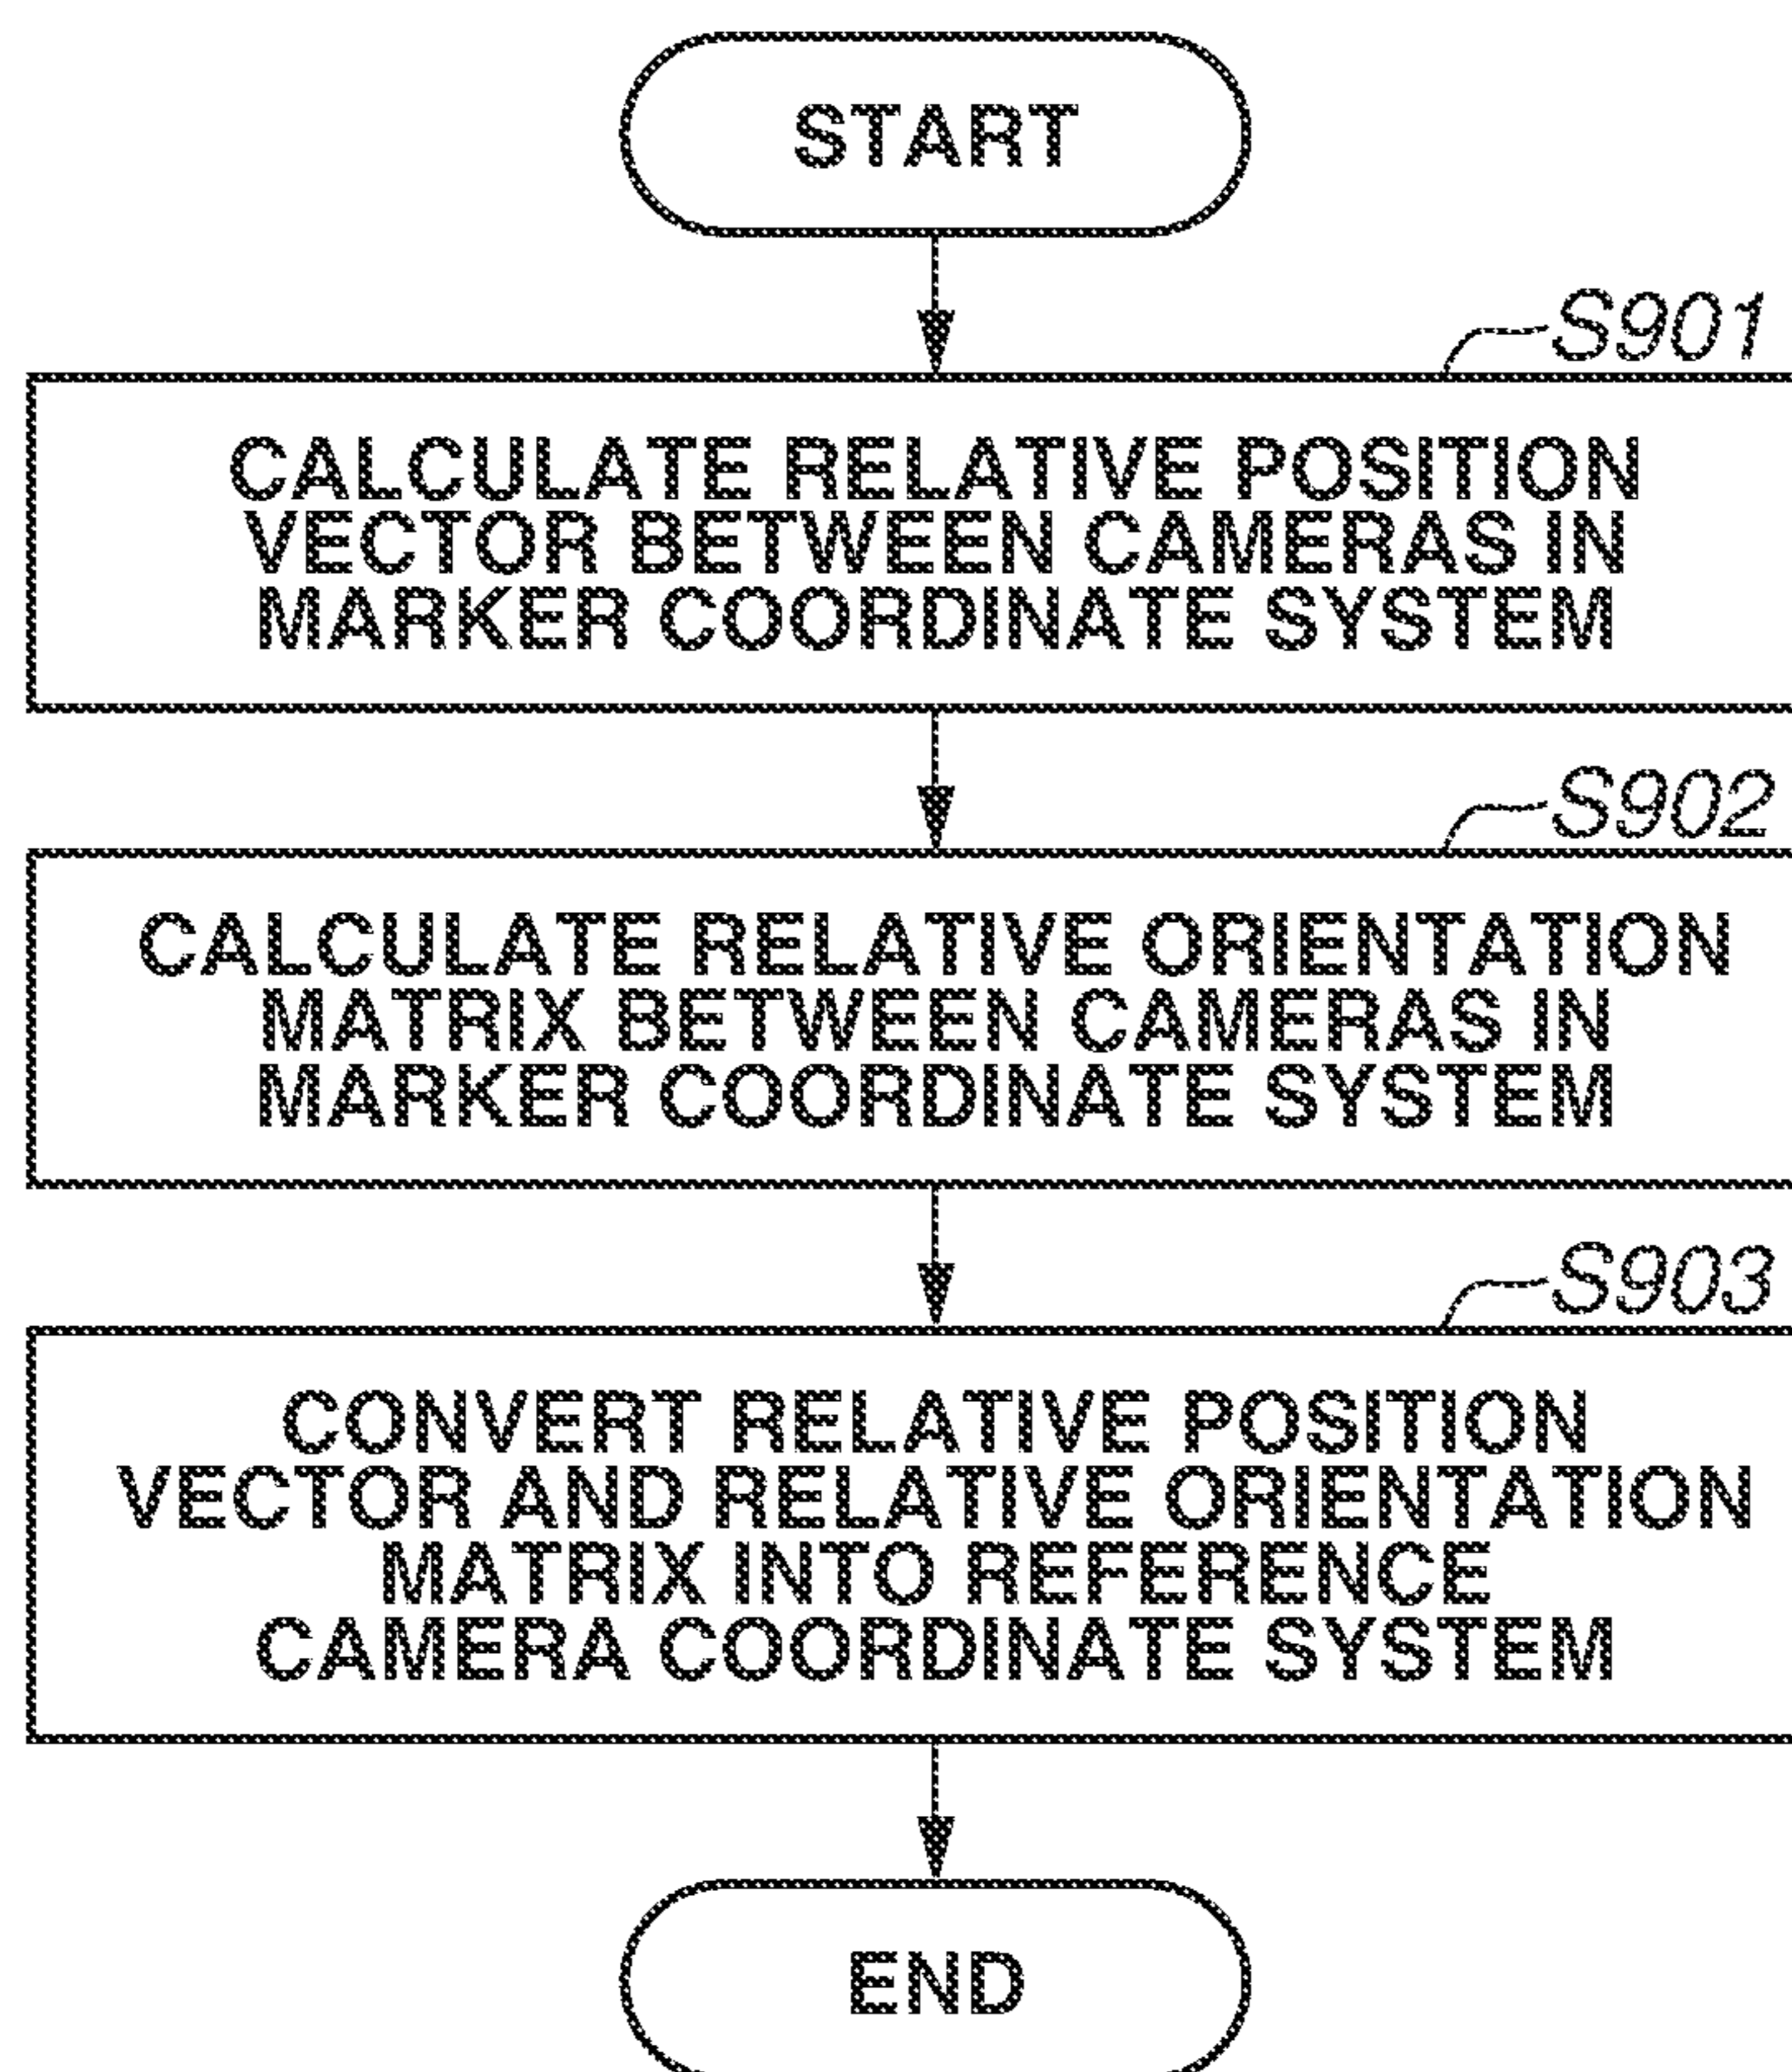 START
S901
CALCULATE RELATIVE POSITION
VECTOR BETWEEN CAMERAS IN
MARKER COORDINATE SYSTEM
S902
CALCULATE RELATIVE ORIENTATION
MATRIX BETWEEN CAMERAS IN
MARKER COORDINATE SYSTEM
S903
CONVERT RELATIVE POSITION
VECTOR AND RELATIVE ORIENTATION
MATRIX INTO REFERENCE
CAMERA COORDINATE SYSTEM
END